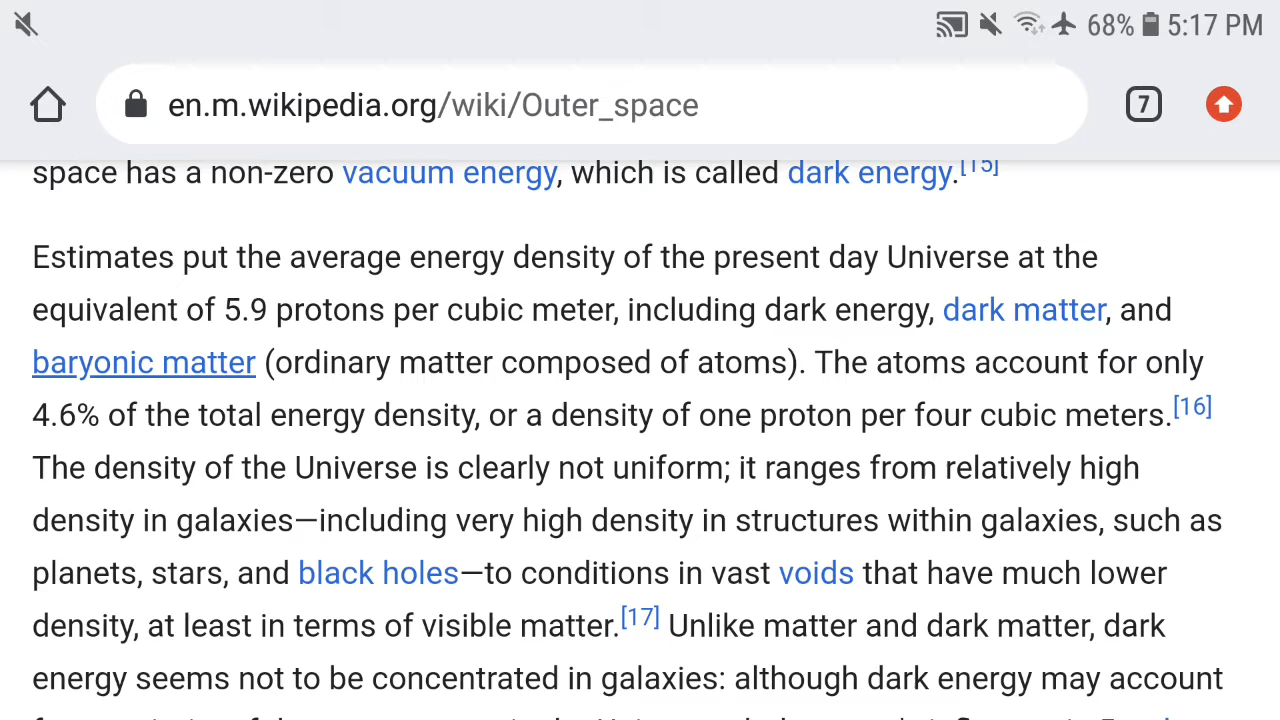 68% 5:17 PM
en.m.wikipedia.org/wiki/Outer_space 7
space has a non-zero vacuum energy, which is called dark energy.[15]
Estimates put the average energy density of the present day Universe at the
equivalent of 5.9 protons per cubic meter, including dark energy, dark matter, and
baryonic matter (ordinary matter composed of atoms). The atoms account for only
4.6% of the total energy density, or a density of one proton per four cubic meters.[16]
The density of the Universe is clearly not uniform; it ranges from relatively high
density in galaxies—including very high density in structures within galaxies, such as
planets, stars, and black holes—to conditions in vast voids that have much lower
density, at least in terms of visible matter.[17] Unlike matter and dark matter, dark
energy seems not to be concentrated in galaxies: although dark energy may account